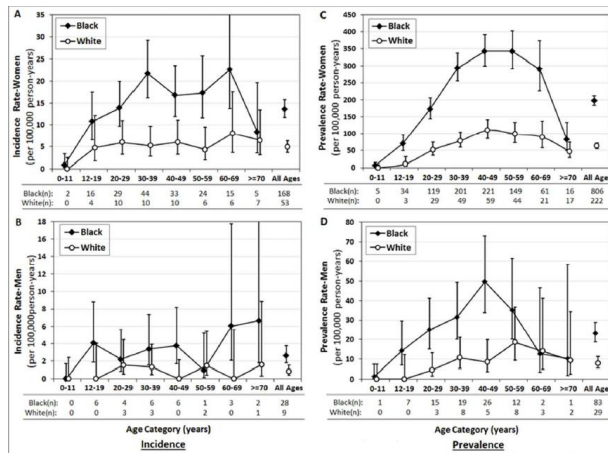 A
Incidence Rate-Women
(per 100,000 person-years)
35
30
25
20
15
10
5
0
Black
White
0-11 12-19 20-29 30-39 40-49 50-59 60-69 >=70 All Ages
Black(n): 2 16 29 44 33 24 15 5 168
White(n): 0 4 10 10 10 6 6 7 53
B
Incidence Rate-Men
(per 100,000person-years)
18
16
14
12
10
8
6
4
2
0
Black
White
0-11 12-19 20-29 30-39 40-49 50-59 60-69 >=70 All Ages
Black(n): 0 6 4 6 6 1 3 2 28
White(n): 0 0 3 3 0 2 0 1 9
Age Category (years)
Incidence
C
Prevalence Rate-Women
(per 100,000 person-years)
450
400
350
300
250
200
150
100
50
0
Black
White
0-11 12-19 20-29 30-39 40-49 50-59 60-69 >=70 All Ages
Black(n): 5 34 119 201 221 149 61 16 806
White(n): 0 3 29 49 59 44 21 17 222
D
Prevalence Rate-Men
(per 100,000 person-years)
80
70
60
50
40
30
20
10
0
Black
White
0-11 12-19 20-29 30-39 40-49 50-59 60-69 >=70 All Ages
Black(n): 1 7 15 19 26 12 2 1 83
White(n): 0 0 3 8 5 8 3 2 29
Age Category (years)
Prevalence